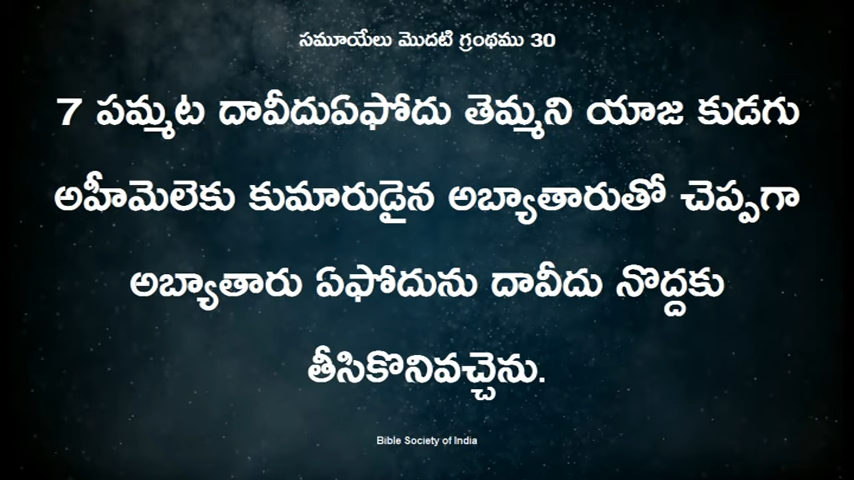 సమూయేలు మొదటి గ్రంథము 30
7 పమ్మట దావీదుఏఫోదు తెమ్మని యాజ కుడగు
అహీమెలెకు కుమారుడైన అబ్యాతారుతో చెప్పగా
అబ్యాతారు ఏఫోదును దావీదు నొద్దకు
తీసికొనివచ్చెను.
Bible Society of India